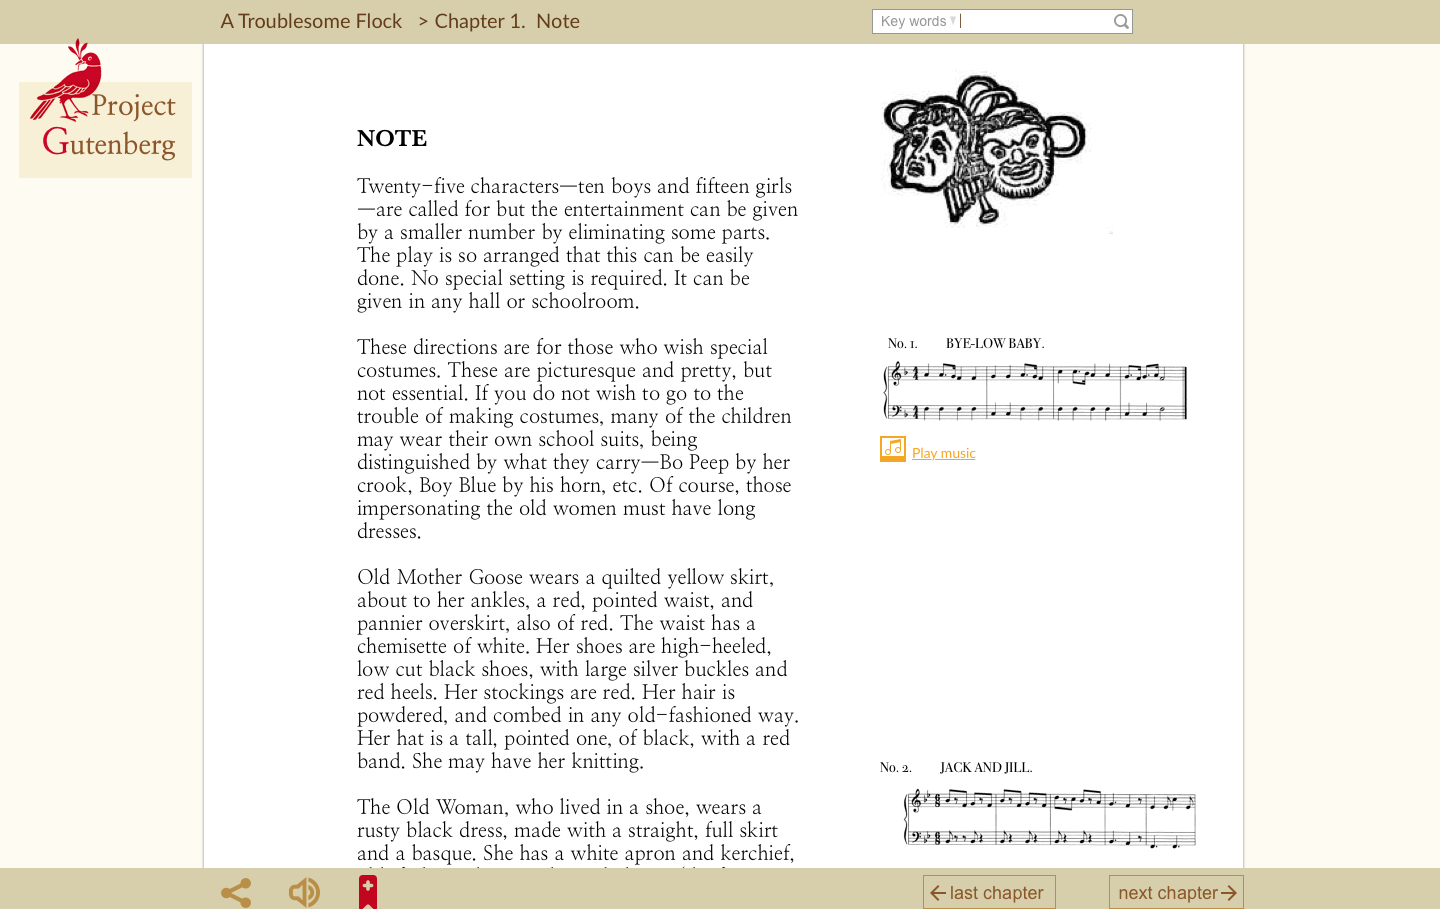 A Troublesome Flock > Chapter 1. Note
Key words
Project
Gutenberg
NOTE
Twenty-five characters—ten boys and fifteen girls
—are called for but the entertainment can be given
by a smaller number by eliminating some parts.
The play is so arranged that this can be easily
done. No special setting is required. It can be
given in any hall or schoolroom.
These directions are for those who wish special
costumes. These are picturesque and pretty, but
not essential. If you do not wish to go to the
trouble of making costumes, many of the children
may wear their own school suits, being
distinguished by what they carry—Bo Peep by her
crook, Boy Blue by his horn, etc. Of course, those
impersonating the old women must have long
dresses.
Old Mother Goose wears a quilted yellow skirt,
about to her ankles, a red, pointed waist, and
pannier overskirt, also of red. The waist has a
chemisette of white. Her shoes are high-heeled,
low cut black shoes, with large silver buckles and
red heels. Her stockings are red. Her hair is
powdered, and combed in any old-fashioned way.
Her hat is a tall, pointed one, of black, with a red
band. She may have her knitting.
The Old Woman, who lived in a shoe, wears a
rusty black dress, made with a straight, full skirt
and a basque. She has a white apron and kerchief,
No. 1. BYE-LOW BABY.
Play music
No. 2. JACK AND JILL.
last chapter
next chapter